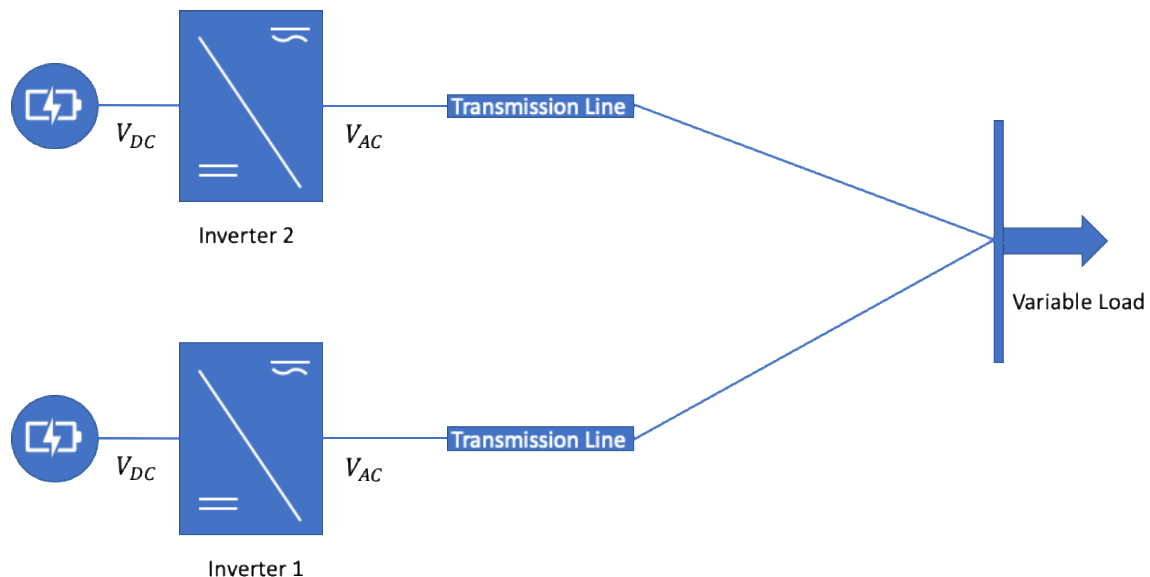 Transmission Line
V_DC
V_AC
Inverter 2
Variable Load
Transmission Line
V_DC
V_AC
Inverter 1